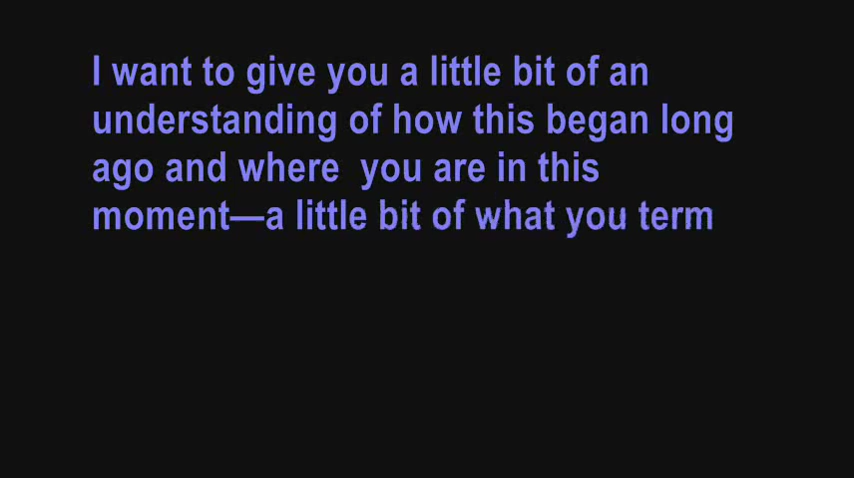 I want to give you a little bit of an
understanding of how this began long
ago and where  you are in this
moment—a little bit of what you term